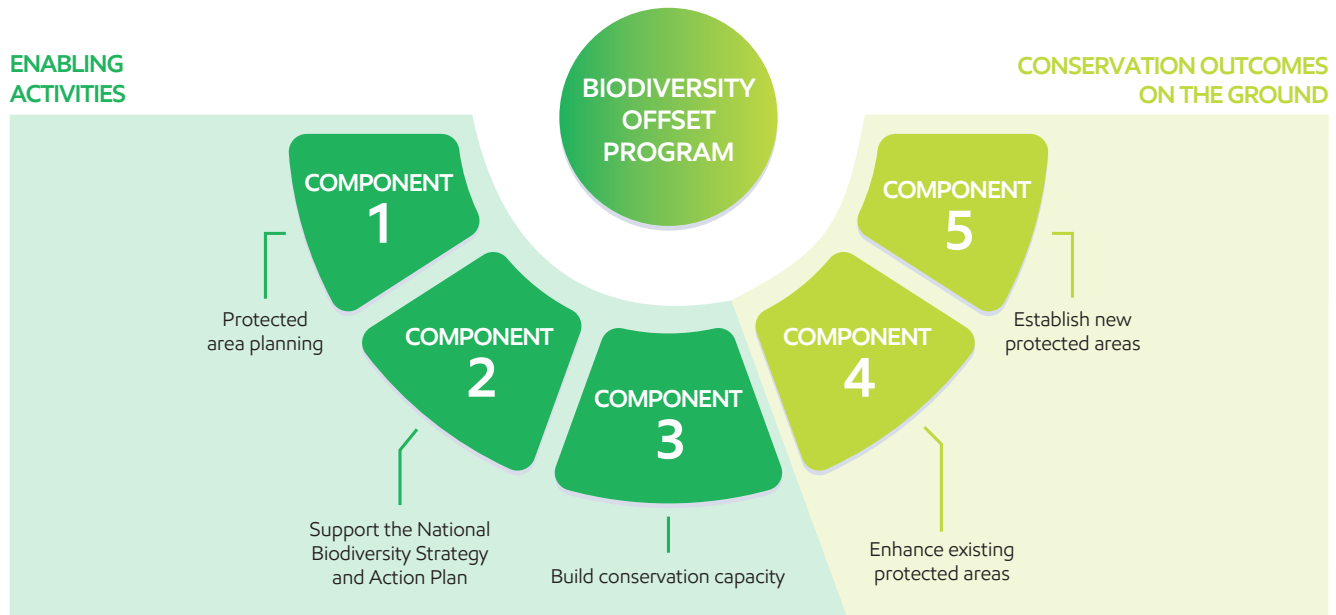 ENABLING
ACTIVITIES
BIODIVERSITY
OFFSET
PROGRAM
CONSERVATION OUTCOMES
ON THE GROUND
COMPONENT
1
Protected
area planning
COMPONENT
2
Support the National
Biodiversity Strategy
and Action Plan
COMPONENT
3
Build conservation capacity
COMPONENT
4
Enhance existing
protected areas
COMPONENT
5
Establish new
protected areas